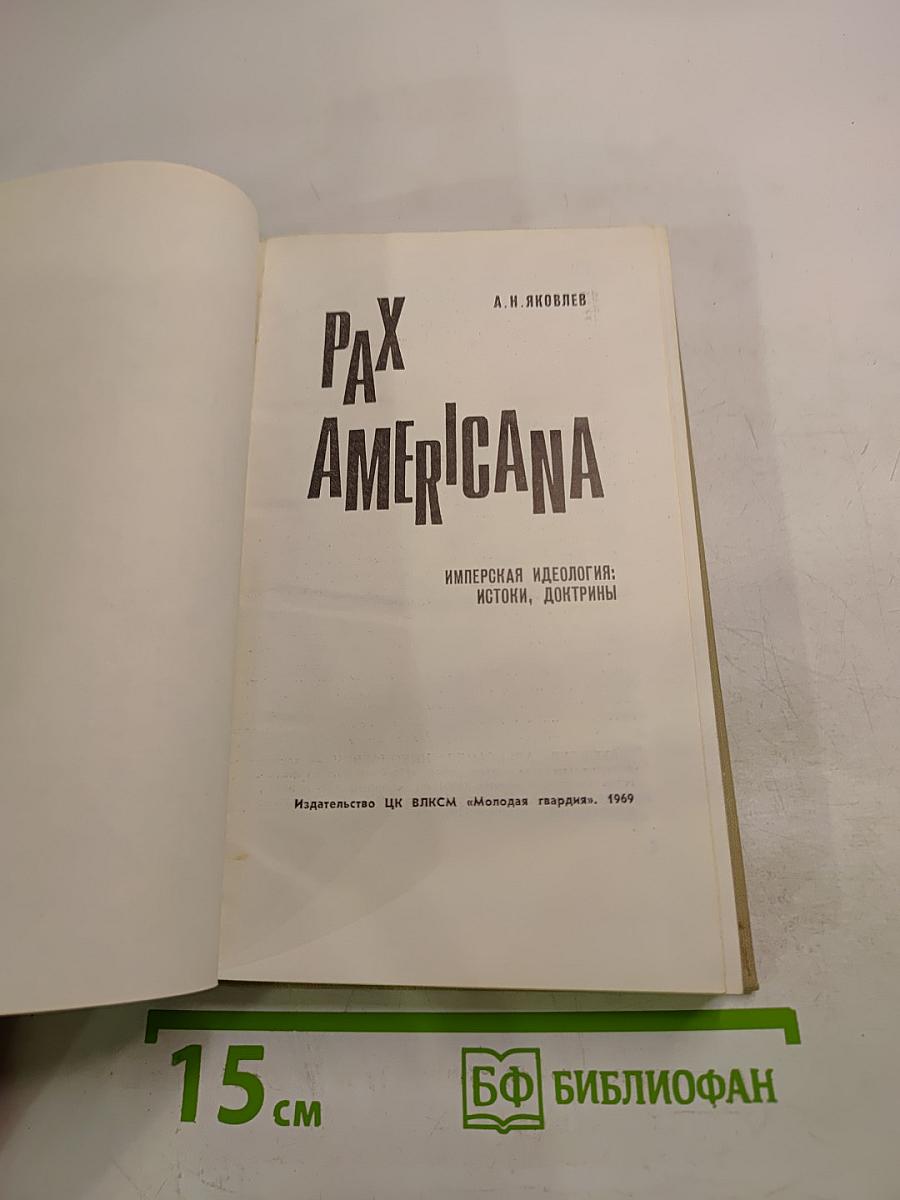 А. Н. ЯКОВЛЕВ
PAX
AMERICANA
ИМПЕРСКАЯ ИДЕОЛОГИЯ:
ИСТОКИ, ДОКТРИНЫ
Издательство ЦК ВЛКСМ «Молодая гвардия». 1969
15 см
БФ БИБЛИОФАН